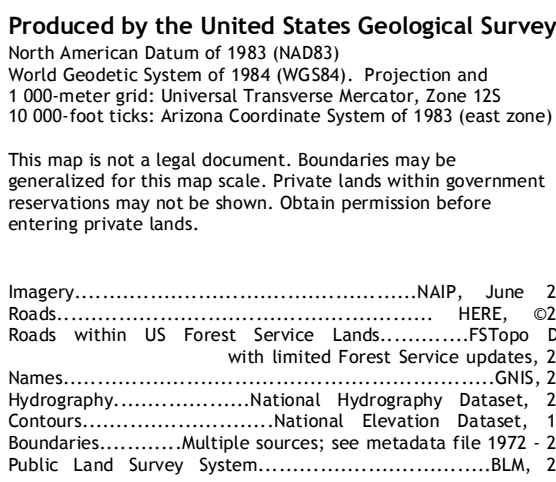 Produced by the United States Geological Survey
North American Datum of 1983 (NAD83)
World Geodetic System of 1984 (WGS84). Projection and
1 000-meter grid: Universal Transverse Mercator, Zone 12S
10 000-foot ticks: Arizona Coordinate System of 1983 (east zone)
This map is not a legal document. Boundaries may be
generalized for this map scale. Private lands within government
reservations may not be shown. Obtain permission before
entering private lands.
Imagery....................................................NAIP, June 2
Roads........................................................ HERE, ©2
Roads within US Forest Service Lands.............FSTopo D
with limited Forest Service updates, 2
Names................................................................GNIS, 2
Hydrography....................National Hydrography Dataset, 2
Contours............................National Elevation Dataset, 1
Boundaries............Multiple sources; see metadata file 1972 - 2
Public Land Survey System..................................BLM, 2